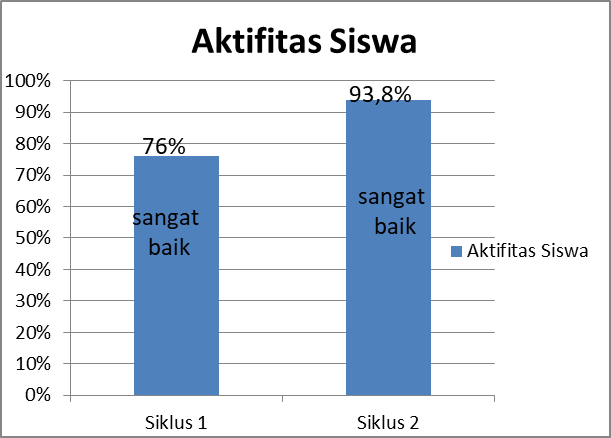 Aktifitas Siswa
100%
90%
80%
70%
60%
50%
40%
30%
20%
10%
0%
76%
sangat
baik
93,8%
sangat
baik
Siklus 1
Siklus 2
Aktifitas Siswa